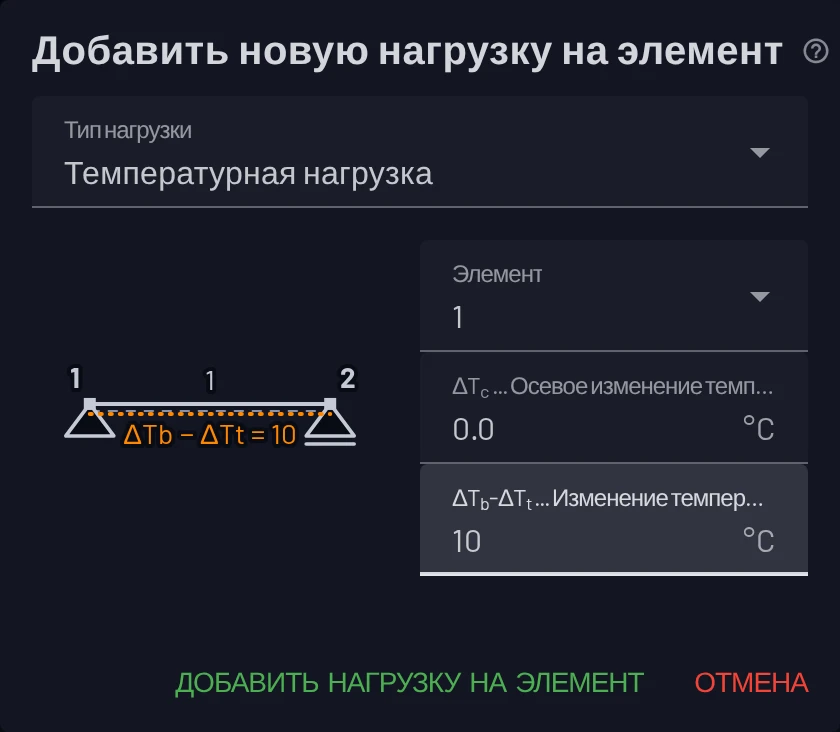 Добавить новую нагрузку на элемент
Тип нагрузки
Температурная нагрузка
Элемент
1
1 1 2
ΔTb − ΔTt = 10
ΔTc ... Осевое изменение темп...
0.0 °C
ΔTb-ΔTt ... Изменение темпер...
10 °C
ДОБАВИТЬ НАГРУЗКУ НА ЭЛЕМЕНТ ОТМЕНА